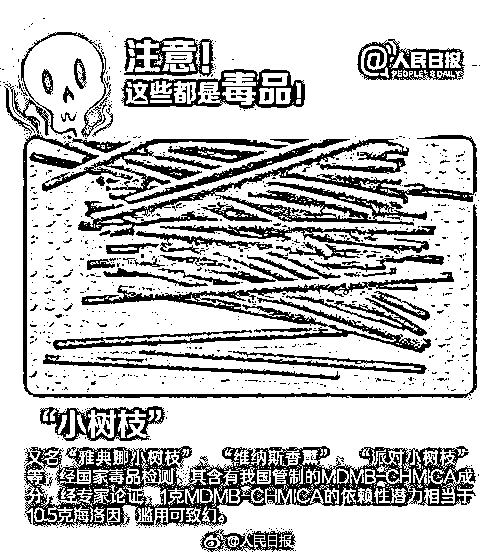 注意！
这些都是毒品！
@人民日报
PEOPLE'S DAILY
“小树枝”
又名“雅典娜小树枝”、“维纳斯香薰”、“派对小树枝”
等，经国家毒品检测，其含有我国管制的MDMB-CHMICA成
分，经专家论证，1克MDMB-CHMICA的依赖性潜力相当于
10.5克海洛因，滥用可致幻。
@人民日报